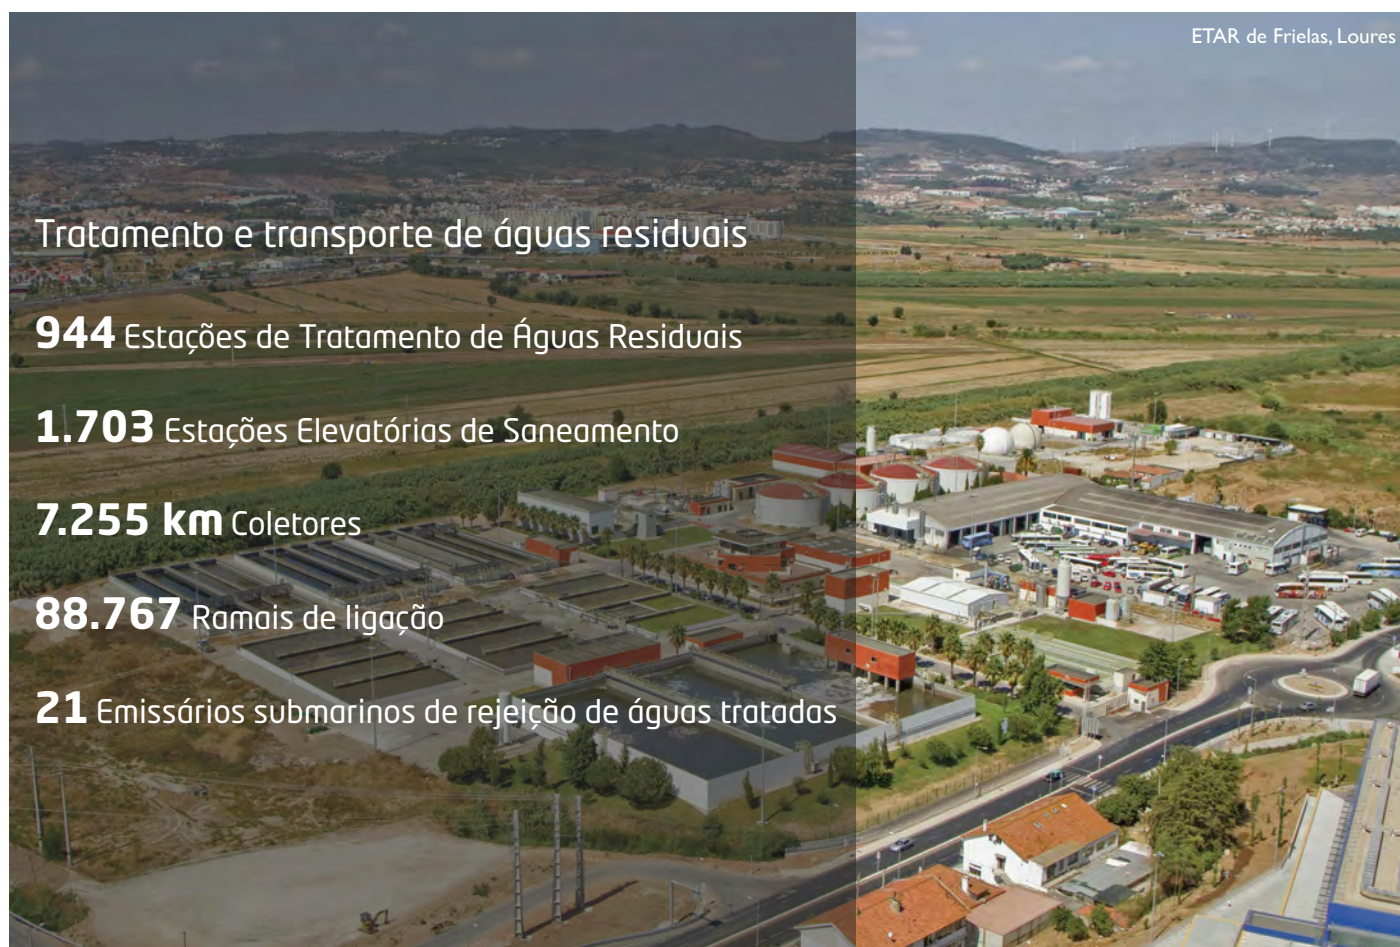 ETAR de Frielas, Loures
Tratamento e transporte de águas residuais
944 Estações de Tratamento de Águas Residuais
1.703 Estações Elevatórias de Saneamento
7.255 km Coletores
88.767 Ramais de ligação
21 Emissários submarinos de rejeição de águas tratadas